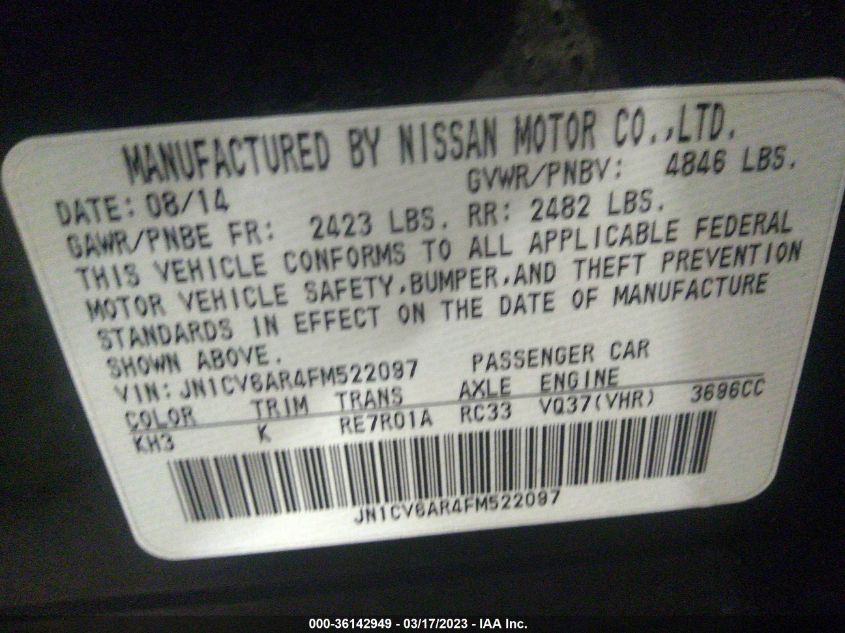 MANUFACTURED BY NISSAN MOTOR CO.,LTD.
DATE: 08/14 GVWR/PNBV: 4846 LBS.
GAWR/PNBE FR: 2423 LBS. RR: 2482 LBS.
THIS VEHICLE CONFORMS TO ALL APPLICABLE FEDERAL
MOTOR VEHICLE SAFETY,BUMPER,AND THEFT PREVENTION
STANDARDS IN EFFECT ON THE DATE OF MANUFACTURE
SHOWN ABOVE.
VIN: JN1CV6AR4FM522097 PASSENGER CAR
COLOR TRIM TRANS AXLE ENGINE
KH3 K RE7R01A RC33 VQ37(VHR) 3696CC
JN1CV6AR4FM522097
000-36142949 - 03/17/2023 - IAA Inc.